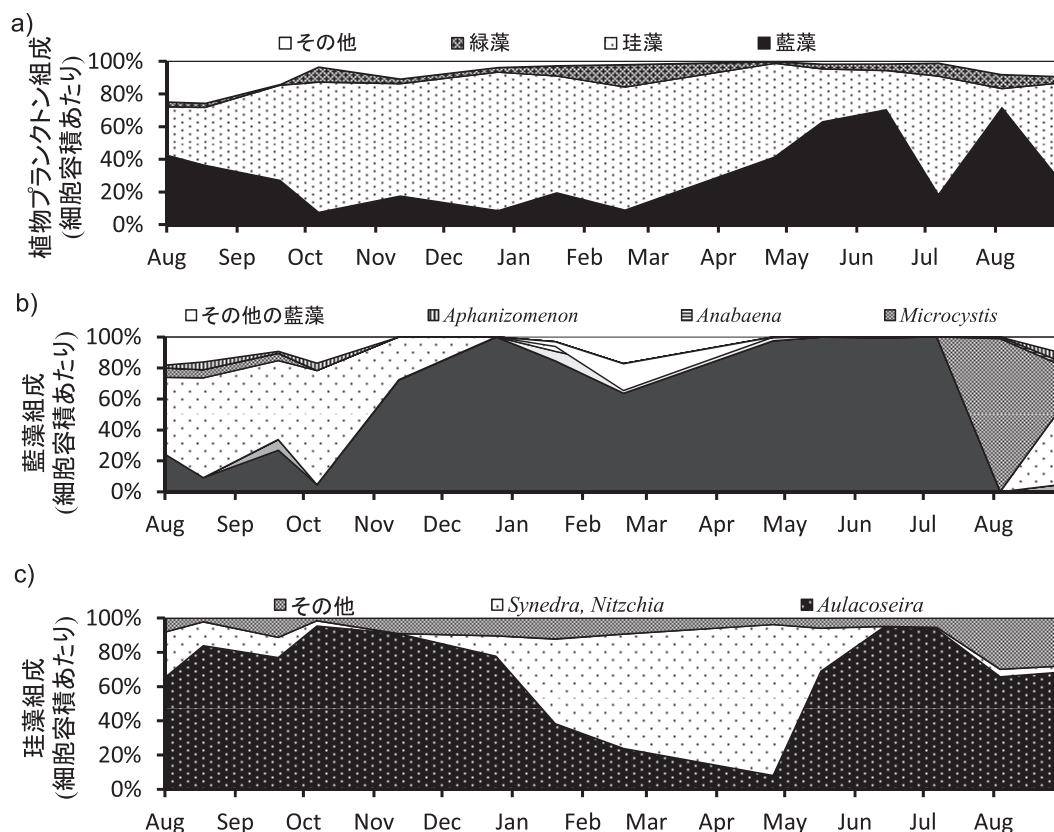 a)
その他 緑藻 珪藻 藍藻
植物プランクトン組成
(細胞容積あたり)
100%
80%
60%
40%
20%
0%
Aug Sep Oct Nov Dec Jan Feb Mar Apr May Jun Jul Aug
b)
その他の藍藻 Aphanizomenon Anabaena Microcystis
藍藻組成
(細胞容積あたり)
100%
80%
60%
40%
20%
0%
Aug Sep Oct Nov Dec Jan Feb Mar Apr May Jun Jul Aug
c)
その他 Synedra, Nitzchia Aulacoseira
珪藻組成
(細胞容積あたり)
100%
80%
60%
40%
20%
0%
Aug Sep Oct Nov Dec Jan Feb Mar Apr May Jun Jul Aug